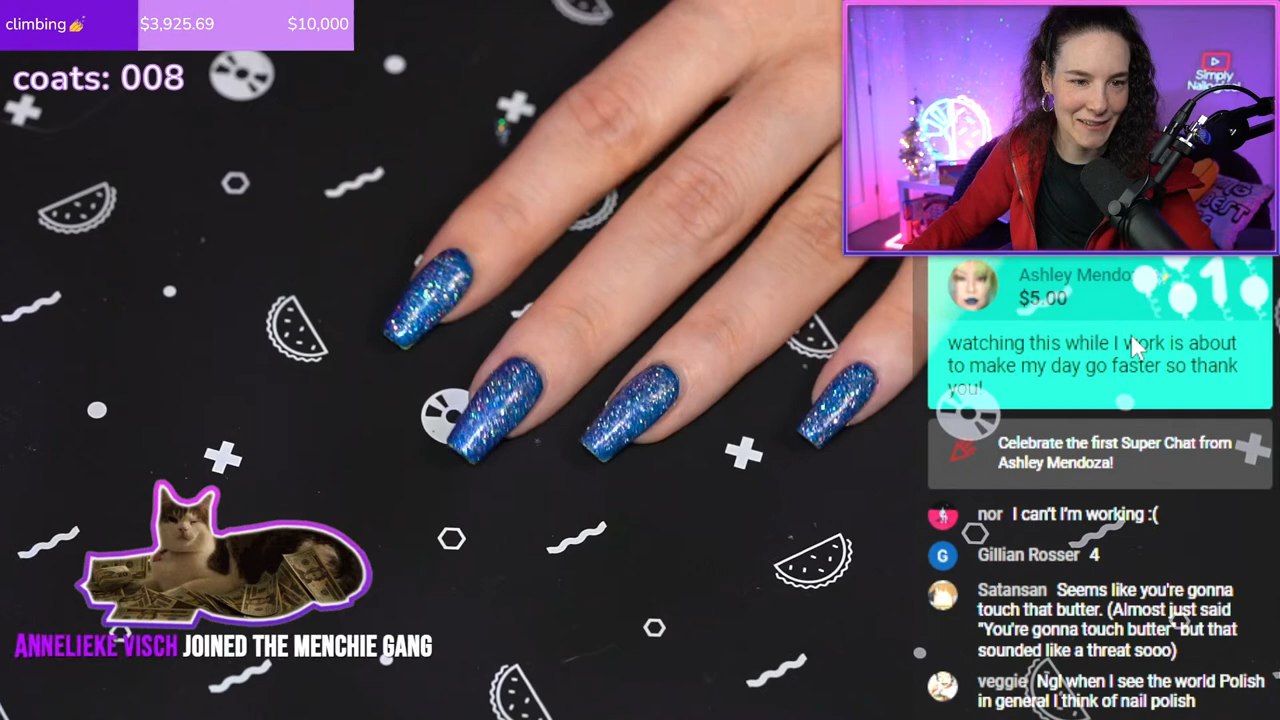 climbing💅 $3,925.69 $10,000
coats: 008
Simply
Ashley Mendoza
$5.00
watching this while I work is about
to make my day go faster so thank
you!
Celebrate the first Super Chat from
Ashley Mendoza!
nor I can't I'm working :(
G Gillian Rosser 4
Satansan Seems like you're gonna
touch that butter. (Almost just said
"You're gonna touch butter" but that
sounded like a threat sooo)
veggie Ngl when I see the world Polish
in general I think of nail polish
ANNELIEKE VISCH JOINED THE MENCHIE GANG